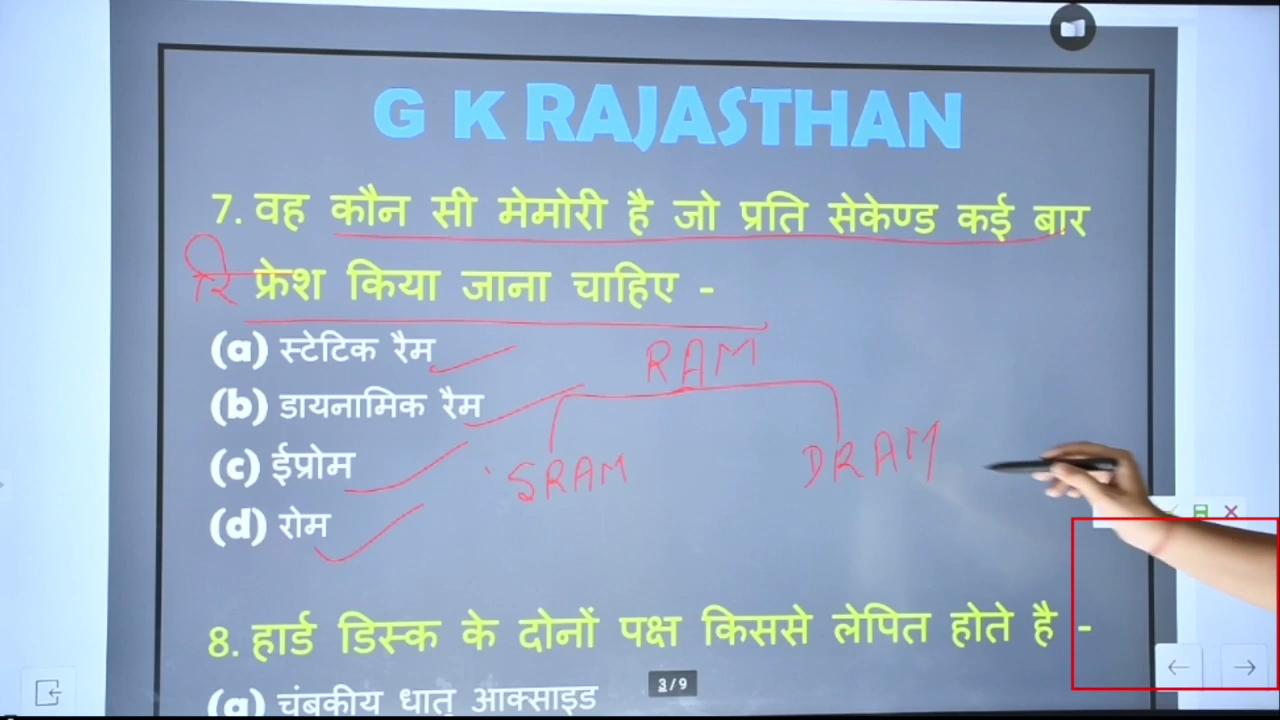 G K RAJASTHAN
7. वह कौन सी मेमोरी है जो प्रति सेकेण्ड कई बार
रि फ्रेश किया जाना चाहिए -
(a) स्टेटिक रैम
RAM
(b) डायनामिक रैम
(c) ईप्रोम
SRAM DRAM
(d) रोम
8. हार्ड डिस्क के दोनों पक्ष किससे लेपित होते है -
3/9
(a) चंबकीय धातु आक्साइड